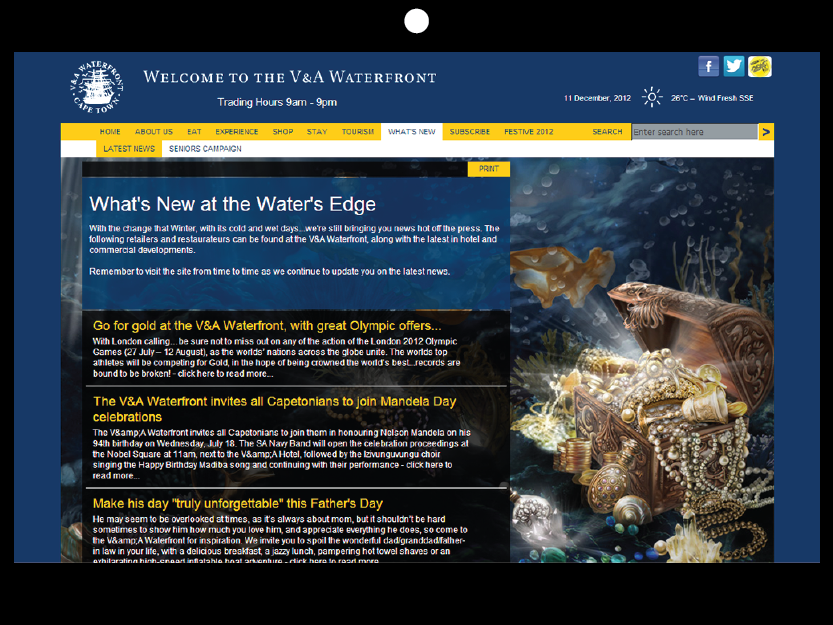 V&A WATERFRONT
CAPE TOWN
WELCOME TO THE V&A WATERFRONT
Trading Hours 9am - 9pm
11 December, 2012 26°C – Wind Fresh SSE
HOME ABOUT US EAT EXPERIENCE SHOP STAY TOURISM WHAT'S NEW SUBSCRIBE FESTIVE 2012 SEARCH Enter search here >
LATEST NEWS SENIORS CAMPAIGN
PRINT
What's New at the Water's Edge
With the change that Winter, with its cold and wet days...we're still bringing you news hot off the press. The
following retailers and restaurateurs can be found at the V&A Waterfront, along with the latest in hotel and
commercial developments.
Remember to visit the site from time to time as we continue to update you on the latest news.
Go for gold at the V&A Waterfront, with great Olympic offers...
With London calling... be sure not to miss out on any of the action of the London 2012 Olympic
Games (27 July – 12 August), as the worlds' nations across the globe unite. The worlds top
athletes will be competing for Gold, in the hope of being crowned the world's best...records are
bound to be broken! - click here to read more...
The V&A Waterfront invites all Capetonians to join Mandela Day
celebrations
The V&amp;A Waterfront invites all Capetonians to join them in honouring Nelson Mandela on his
94th birthday on Wednesday, July 18. The SA Navy Band will open the celebration proceedings at
the Nobel Square at 11am, next to the V&amp;A Hotel, followed by the Izivunguvungu choir
singing the Happy Birthday Madiba song and continuing with their performance - click here to
read more...
Make his day "truly unforgettable" this Father's Day
He may seem to be overlooked at times, as it's always about mom, but it shouldn't be hard
sometimes to show him how much you love him, and appreciate everything he does, so come to
the V&amp;A Waterfront for inspiration. We invite you to spoil the wonderful dad/granddad/father-
in law in your life, with a delicious breakfast, a jazzy lunch, pampering hot towel shaves or an
exhilarating high-speed inflatable boat adventure - click here to read more